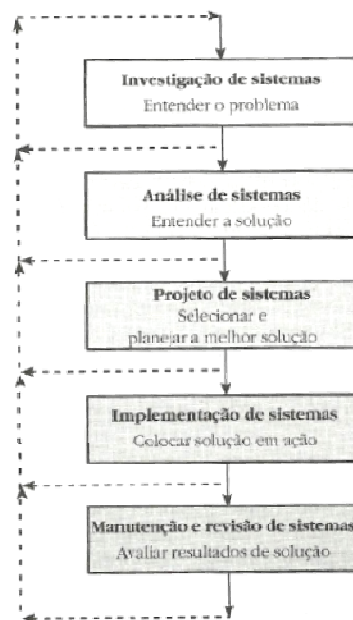 Investigação de sistemas
Entender o problema
Análise de sistemas
Entender a solução
Projeto de sistemas
Selecionar e
planejar a melhor solução
Implementação de sistemas
Colocar solução em ação
Manutenção e revisão de sistemas
Avaliar resultados de solução